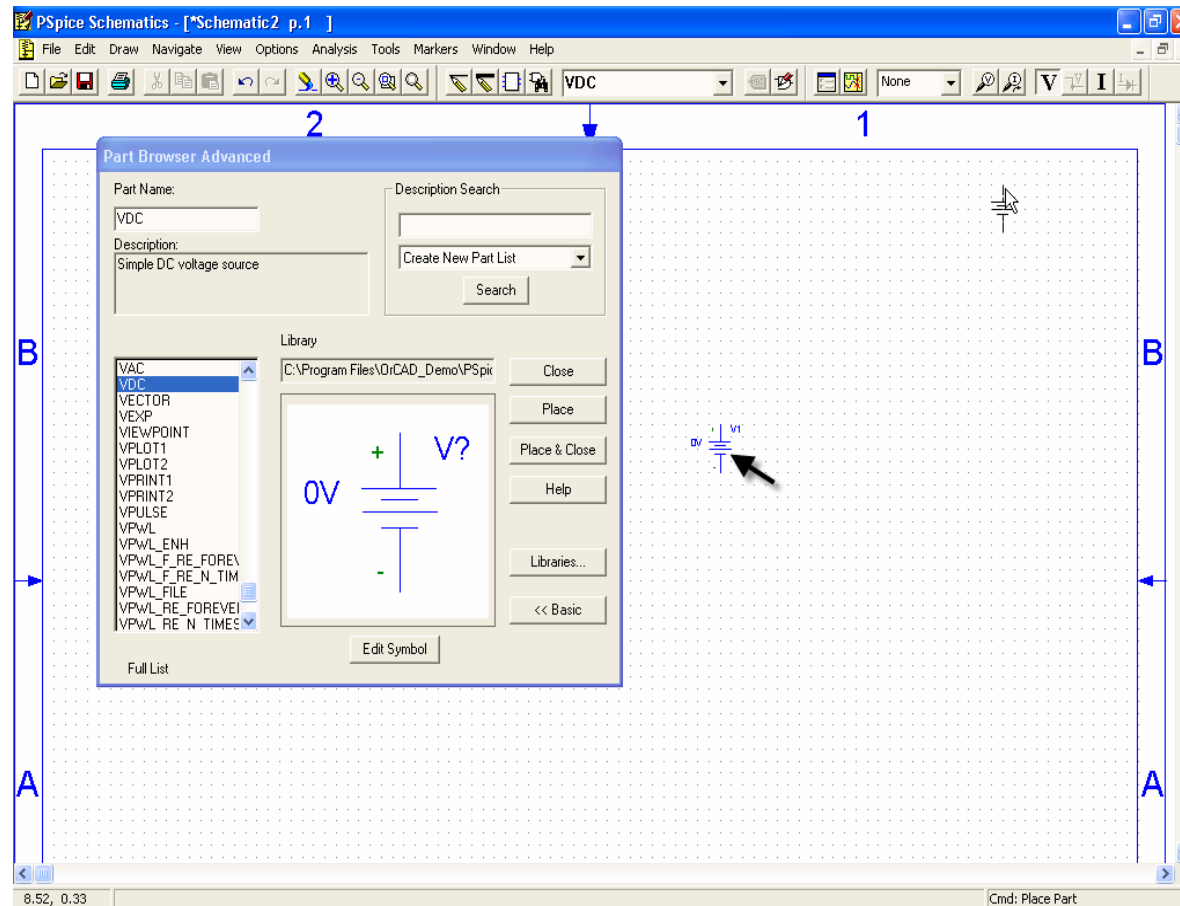 PSpice Schematics - [*Schematic2 p.1 ]
File Edit Draw Navigate View Options Analysis Tools Markers Window Help
VDC
None
V I
2 1
Part Browser Advanced
Part Name:
VDC
Description:
Simple DC voltage source
Description Search
Create New Part List
Search
B
B
Library
C:\Program Files\OrCAD_Demo\PSpic
VAC
VDC
VECTOR
VEXP
VIEWPOINT
VPLOT1
VPLOT2
VPRINT1
VPRINT2
VPULSE
VPWL
VPWL_ENH
VPWL_F_RE_FOREV
VPWL_F_RE_N_TIM
VPWL_FILE
VPWL_RE_FOREVEI
VPWL_RE_N_TIMES
+ V?
0V
-
Close
Place
Place & Close
Help
Libraries...
<< Basic
Edit Symbol
Full List
+ V1
0V
-
A
A
8.52, 0.33
Cmd: Place Part